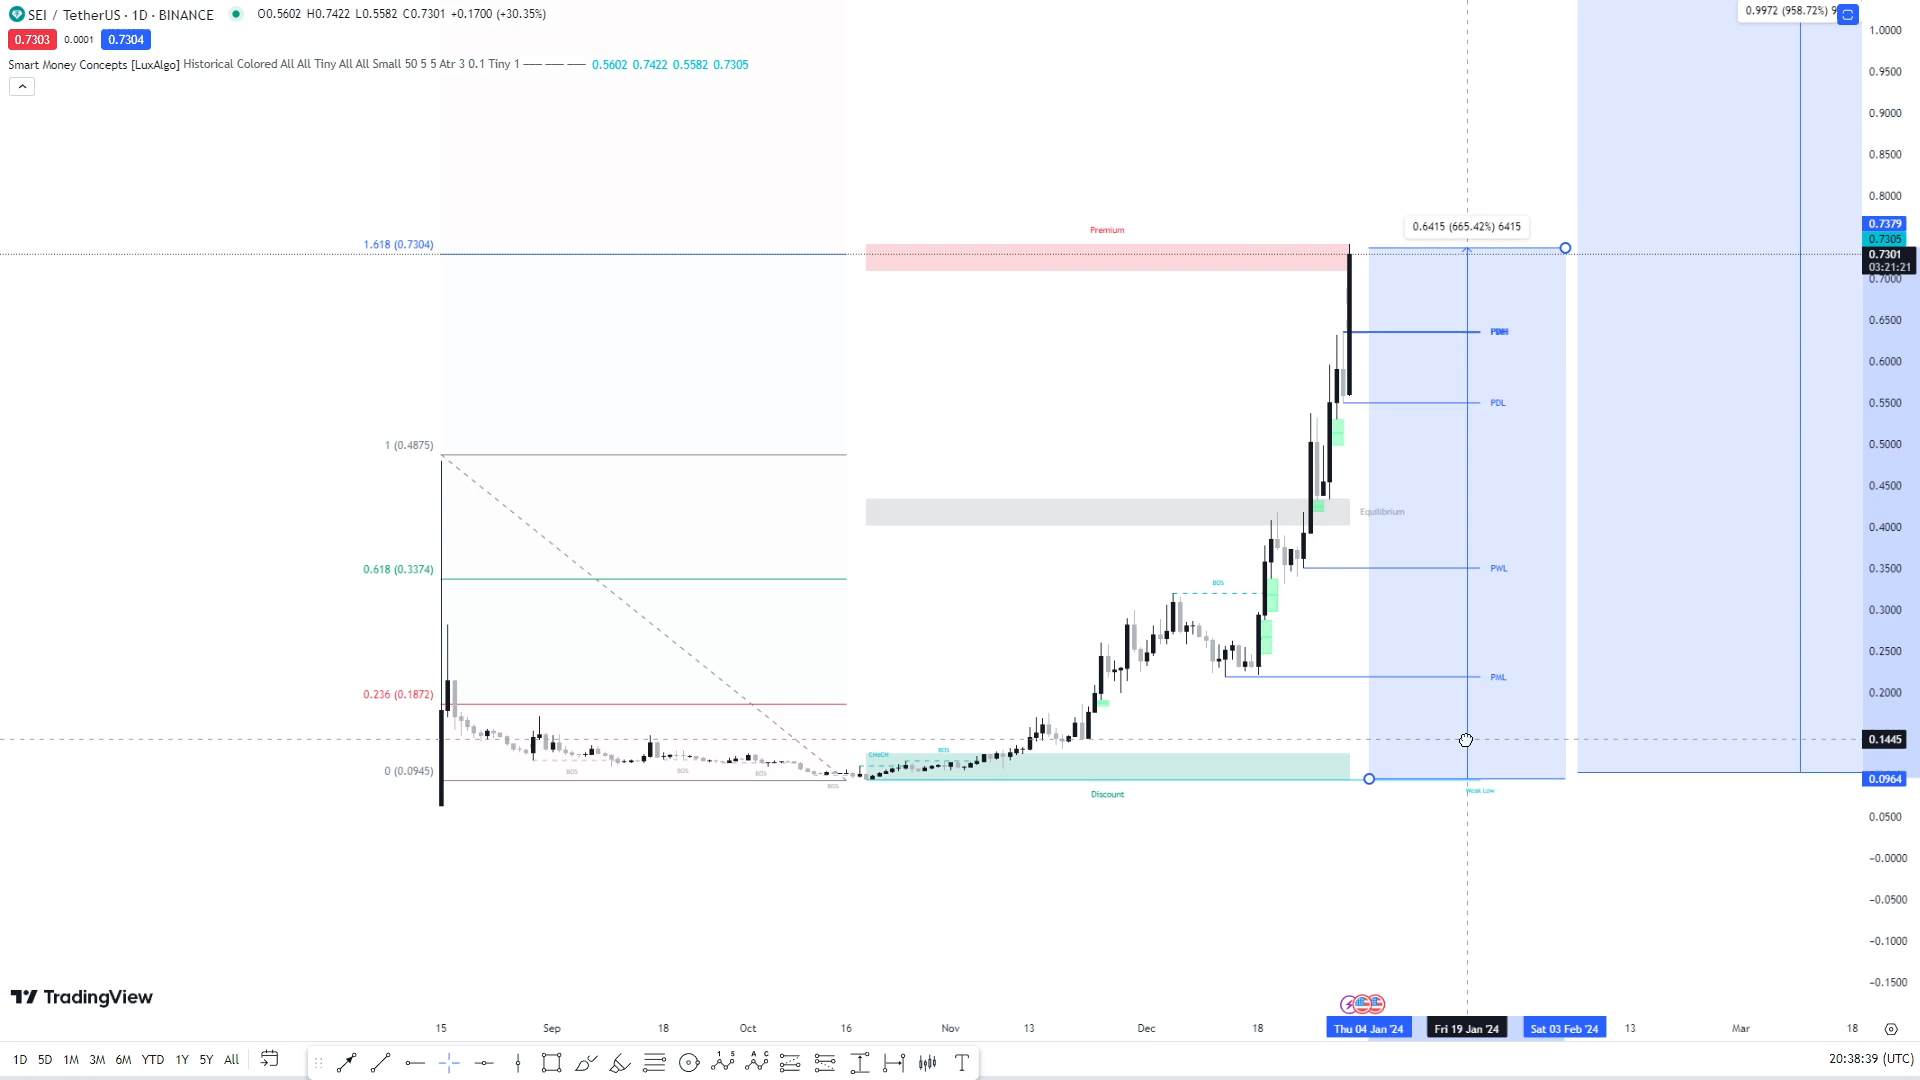 SEI / TetherUS · 1D · BINANCE O0.5602 H0.7422 L0.5582 C0.7301 +0.1700 (+30.35%)
0.7303 0.0001 0.7304
Smart Money Concepts [LuxAlgo] Historical Colored All All Tiny All All Small 50 5 5 Atr 3 0.1 Tiny 1 0.5602 0.7422 0.5582 0.7305
0.9972 (958.72%) 9
1.0000
0.9500
0.9000
0.8500
0.8000
0.7379
0.7305
0.7301
03:21:21
0.7000
0.6500
0.6000
0.5500
0.5000
0.4500
0.4000
0.3500
0.3000
0.2500
0.2000
0.1445
0.0964
0.0500
−0.0000
−0.0500
−0.1000
−0.1500
Premium
0.6415 (665.42%) 6415
1.618 (0.7304)
PDL
1 (0.4875)
Equilibrium
PWL
0.618 (0.3374)
BOS
PML
0.236 (0.1872)
CHoCH
BOS
0 (0.0945)
BOS
BOS
BOS
BOS
Weak Low
Discount
TradingView
15 Sep 18 Oct 16 Nov 13 Dec 18 Thu 04 Jan '24 Fri 19 Jan '24 Sat 03 Feb '24 13 Mar 18
1D 5D 1M 3M 6M YTD 1Y 5Y All
20:38:39 (UTC)